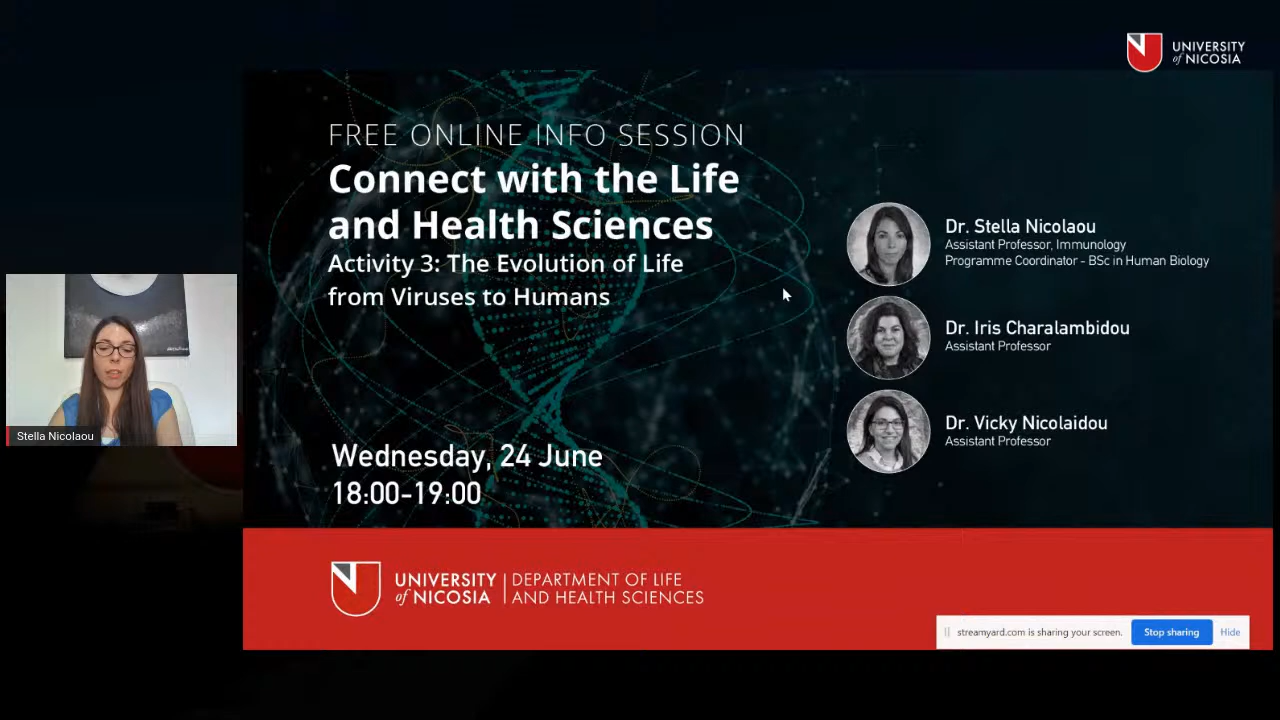 UNIVERSITY
of NICOSIA
FREE ONLINE INFO SESSION
Connect with the Life
and Health Sciences
Activity 3: The Evolution of Life
from Viruses to Humans
Wednesday, 24 June
18:00-19:00
Dr. Stella Nicolaou
Assistant Professor, Immunology
Programme Coordinator - BSc in Human Biology
Dr. Iris Charalambidou
Assistant Professor
Dr. Vicky Nicolaidou
Assistant Professor
Stella Nicolaou
UNIVERSITY
of NICOSIA
DEPARTMENT OF LIFE
AND HEALTH SCIENCES
streamyard.com is sharing your screen.
Stop sharing
Hide